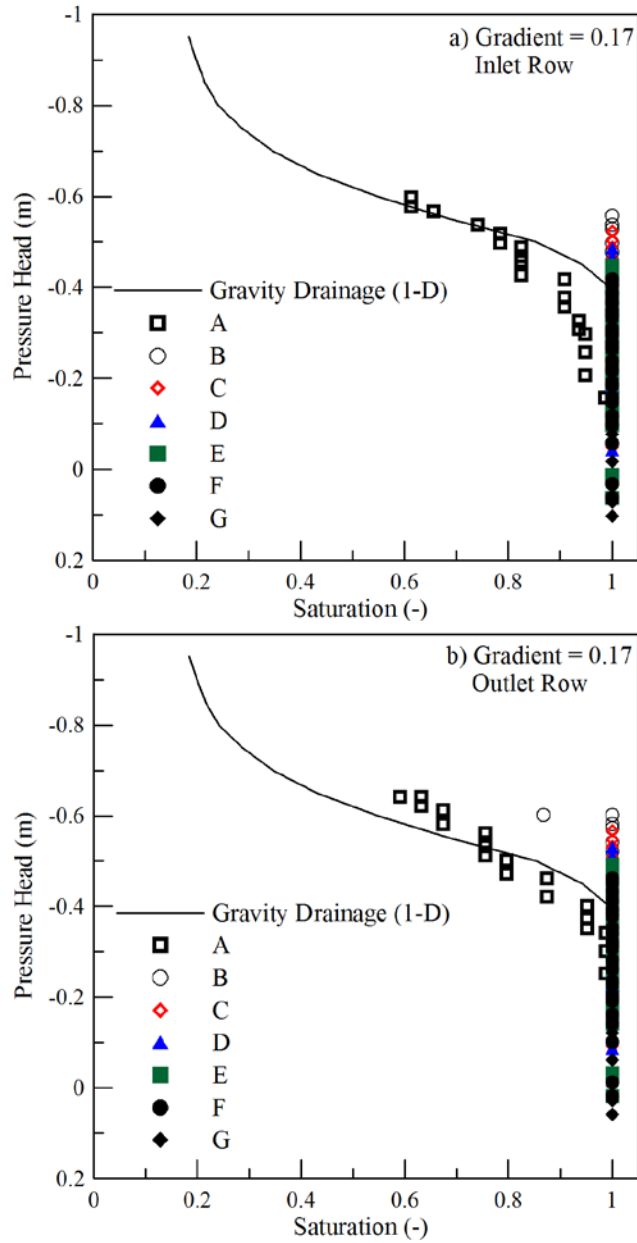 -1
a) Gradient = 0.17
Inlet Row
-0.8
-0.6
-0.4
Gravity Drainage (1-D)
A
B
-0.2
C
D
0
E
F
G
0.2
0 0.2 0.4 0.6 0.8 1
Pressure Head (m)
Saturation (-)
-1
b) Gradient = 0.17
Outlet Row
-0.8
-0.6
-0.4
Gravity Drainage (1-D)
A
B
-0.2
C
D
0
E
F
G
0.2
0 0.2 0.4 0.6 0.8 1
Pressure Head (m)
Saturation (-)